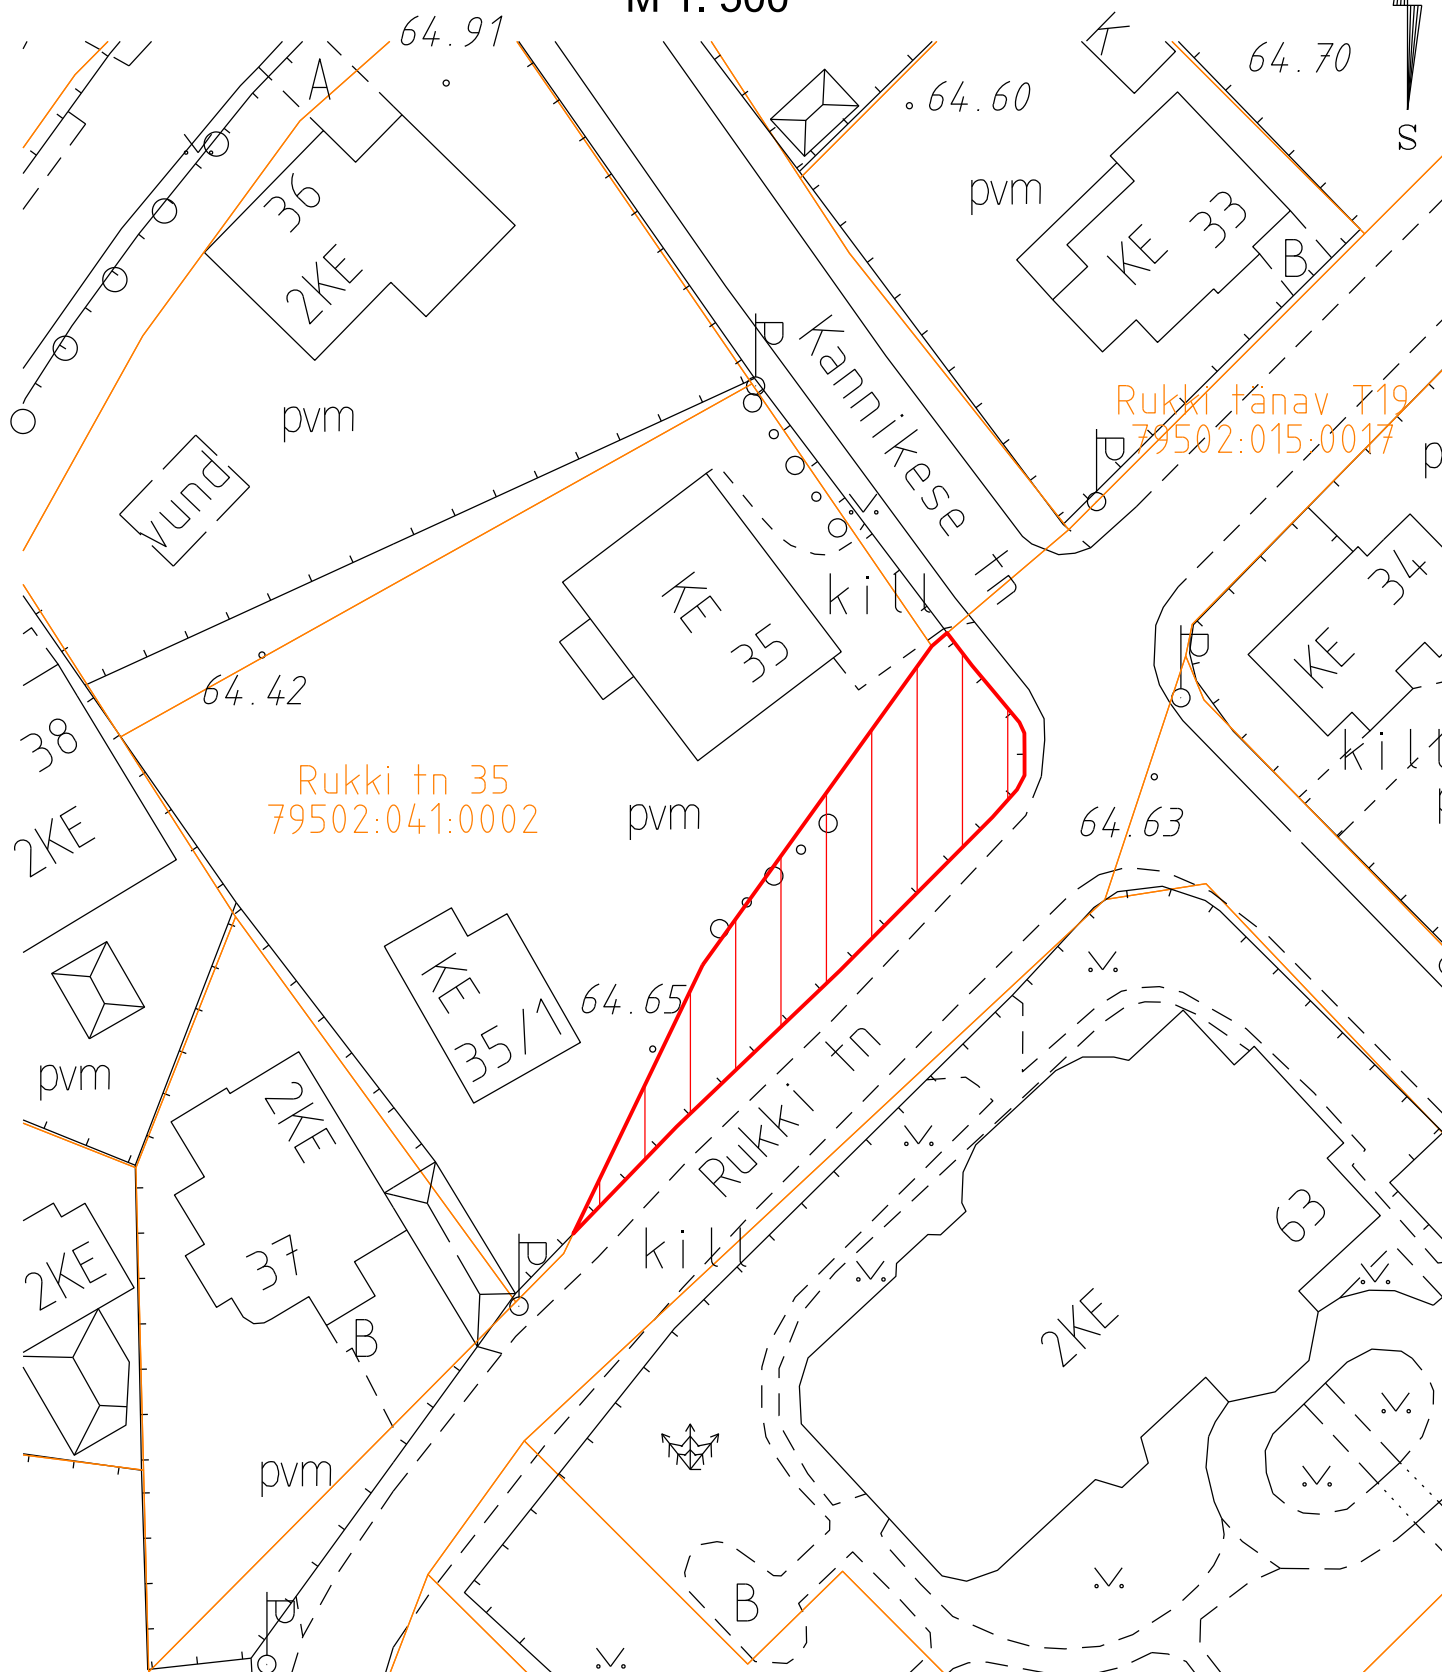 M 1: 500
64.91
64.70
A
K
64.60
S
36
2KE
pvm
KE 33
B
P
Kannikese tn
Rukki tänav T19
79502:015:0017
P
pvm
vund
34
KE
KE 35
kill
P
64.42
38
2KE
Rukki tn 35
79502:041:0002
pvm
64.63
KE
35/1
64.65
pvm
2KE
37
Rukki tn
kill
P
63
2KE
2KE
B
pvm
B
P